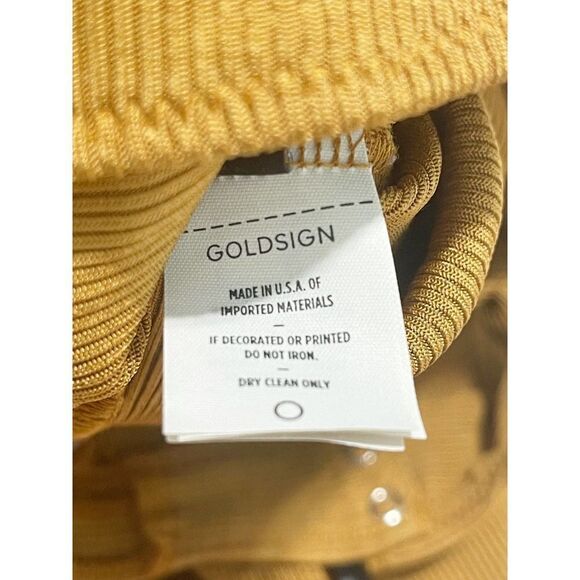 GOLDSIGN
MADE IN U.S.A. OF
IMPORTED MATERIALS
—
IF DECORATED OR PRINTED
DO NOT IRON.
—
DRY CLEAN ONLY